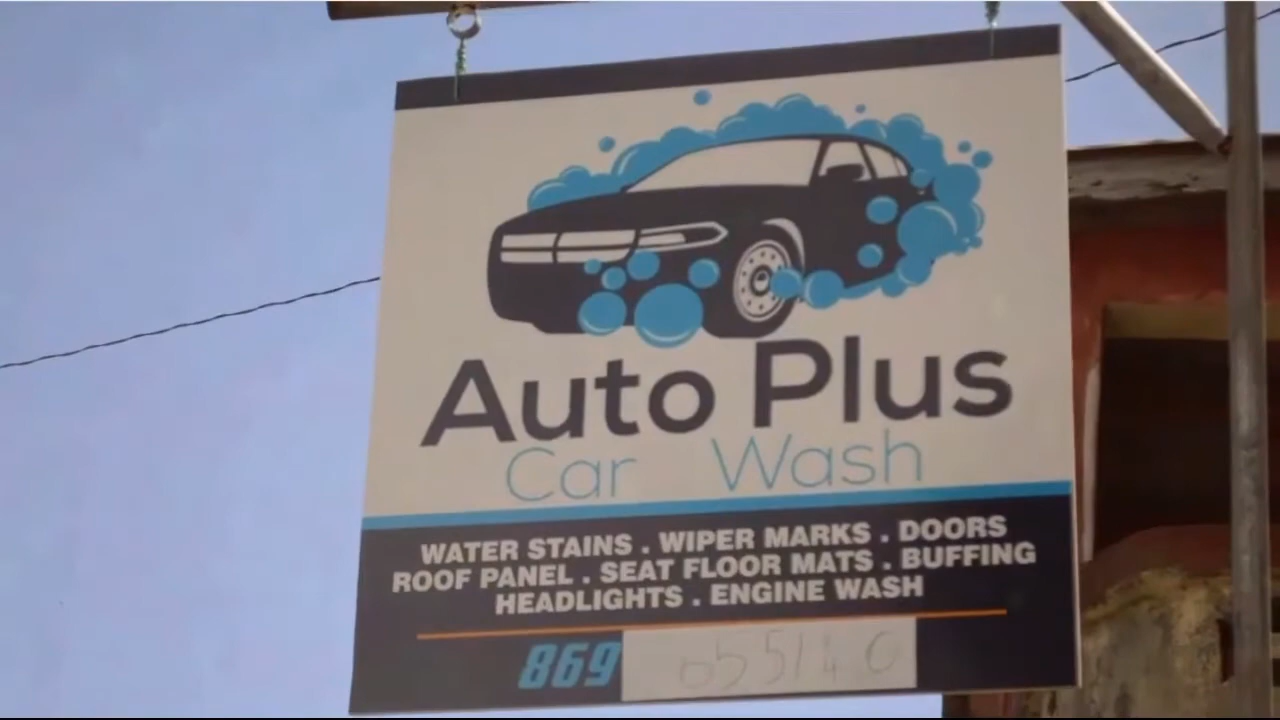 Auto Plus
Car Wash
WATER STAINS . WIPER MARKS . DOORS
ROOF PANEL . SEAT FLOOR MATS . BUFFING
HEADLIGHTS . ENGINE WASH
869